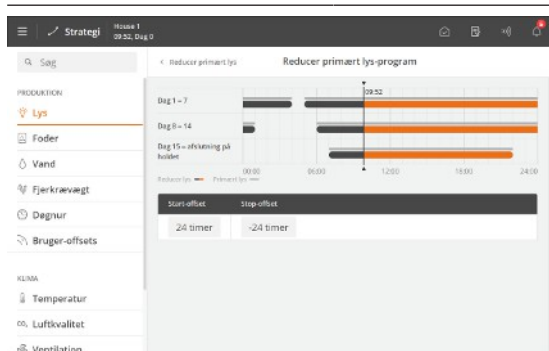 Strategi
House 1
09:52, Dag 0
Søg
PRODUKTION
Lys
Foder
Vand
Fjerkrævægt
Døgnur
Bruger-offsets
KLIMA
Temperatur
CO₂ Luftkvalitet
Ventilation
< Reducer primært lys
Reducer primært lys-program
09:52
Dag 1 – 7
Dag 8 – 14
Dag 15 – afslutning på
holdet
00:00 06:00 12:00 18:00 24:00
Reducer lys Primært lys
Start-offset Stop-offset
24 timer -24 timer